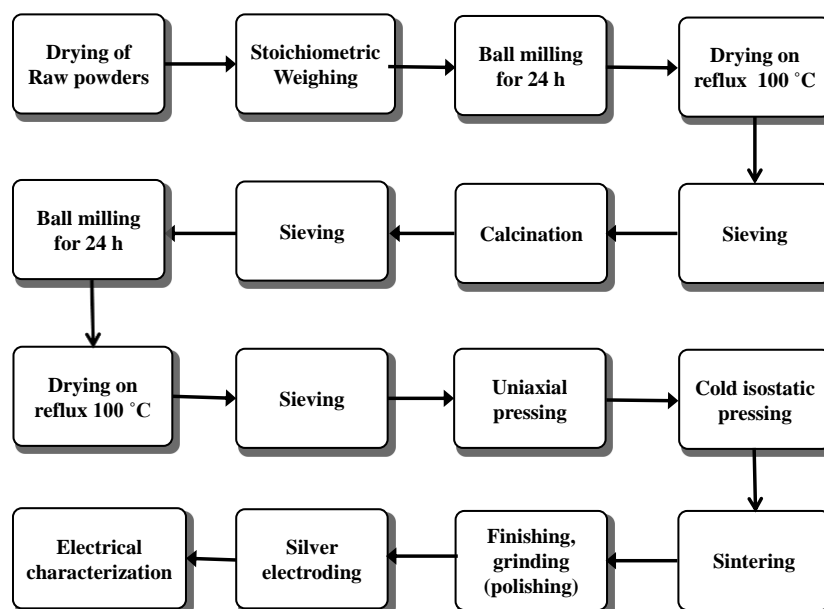 Drying of
Raw powders
Stoichiometric
Weighing
Ball milling
for 24 h
Drying on
reflux 100 ˚C
Ball milling
for 24 h
Sieving
Calcination
Sieving
Drying on
reflux 100 ˚C
Sieving
Uniaxial
pressing
Cold isostatic
pressing
Electrical
characterization
Silver
electroding
Finishing,
grinding
(polishing)
Sintering